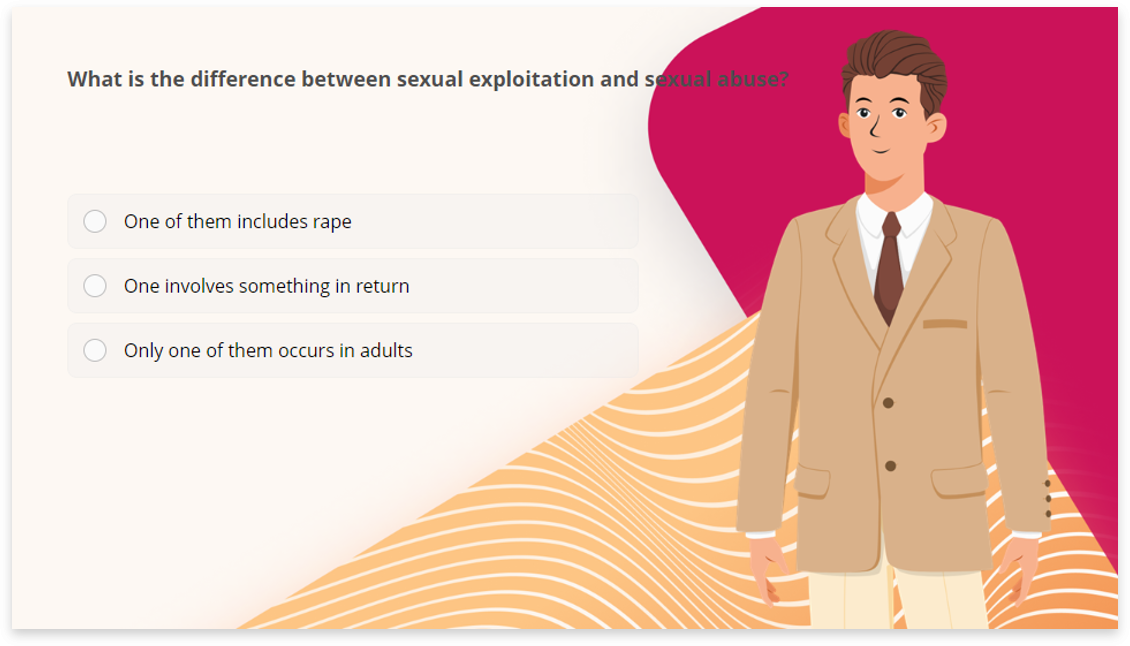 What is the difference between sexual exploitation and sexual abuse?
One of them includes rape
One involves something in return
Only one of them occurs in adults